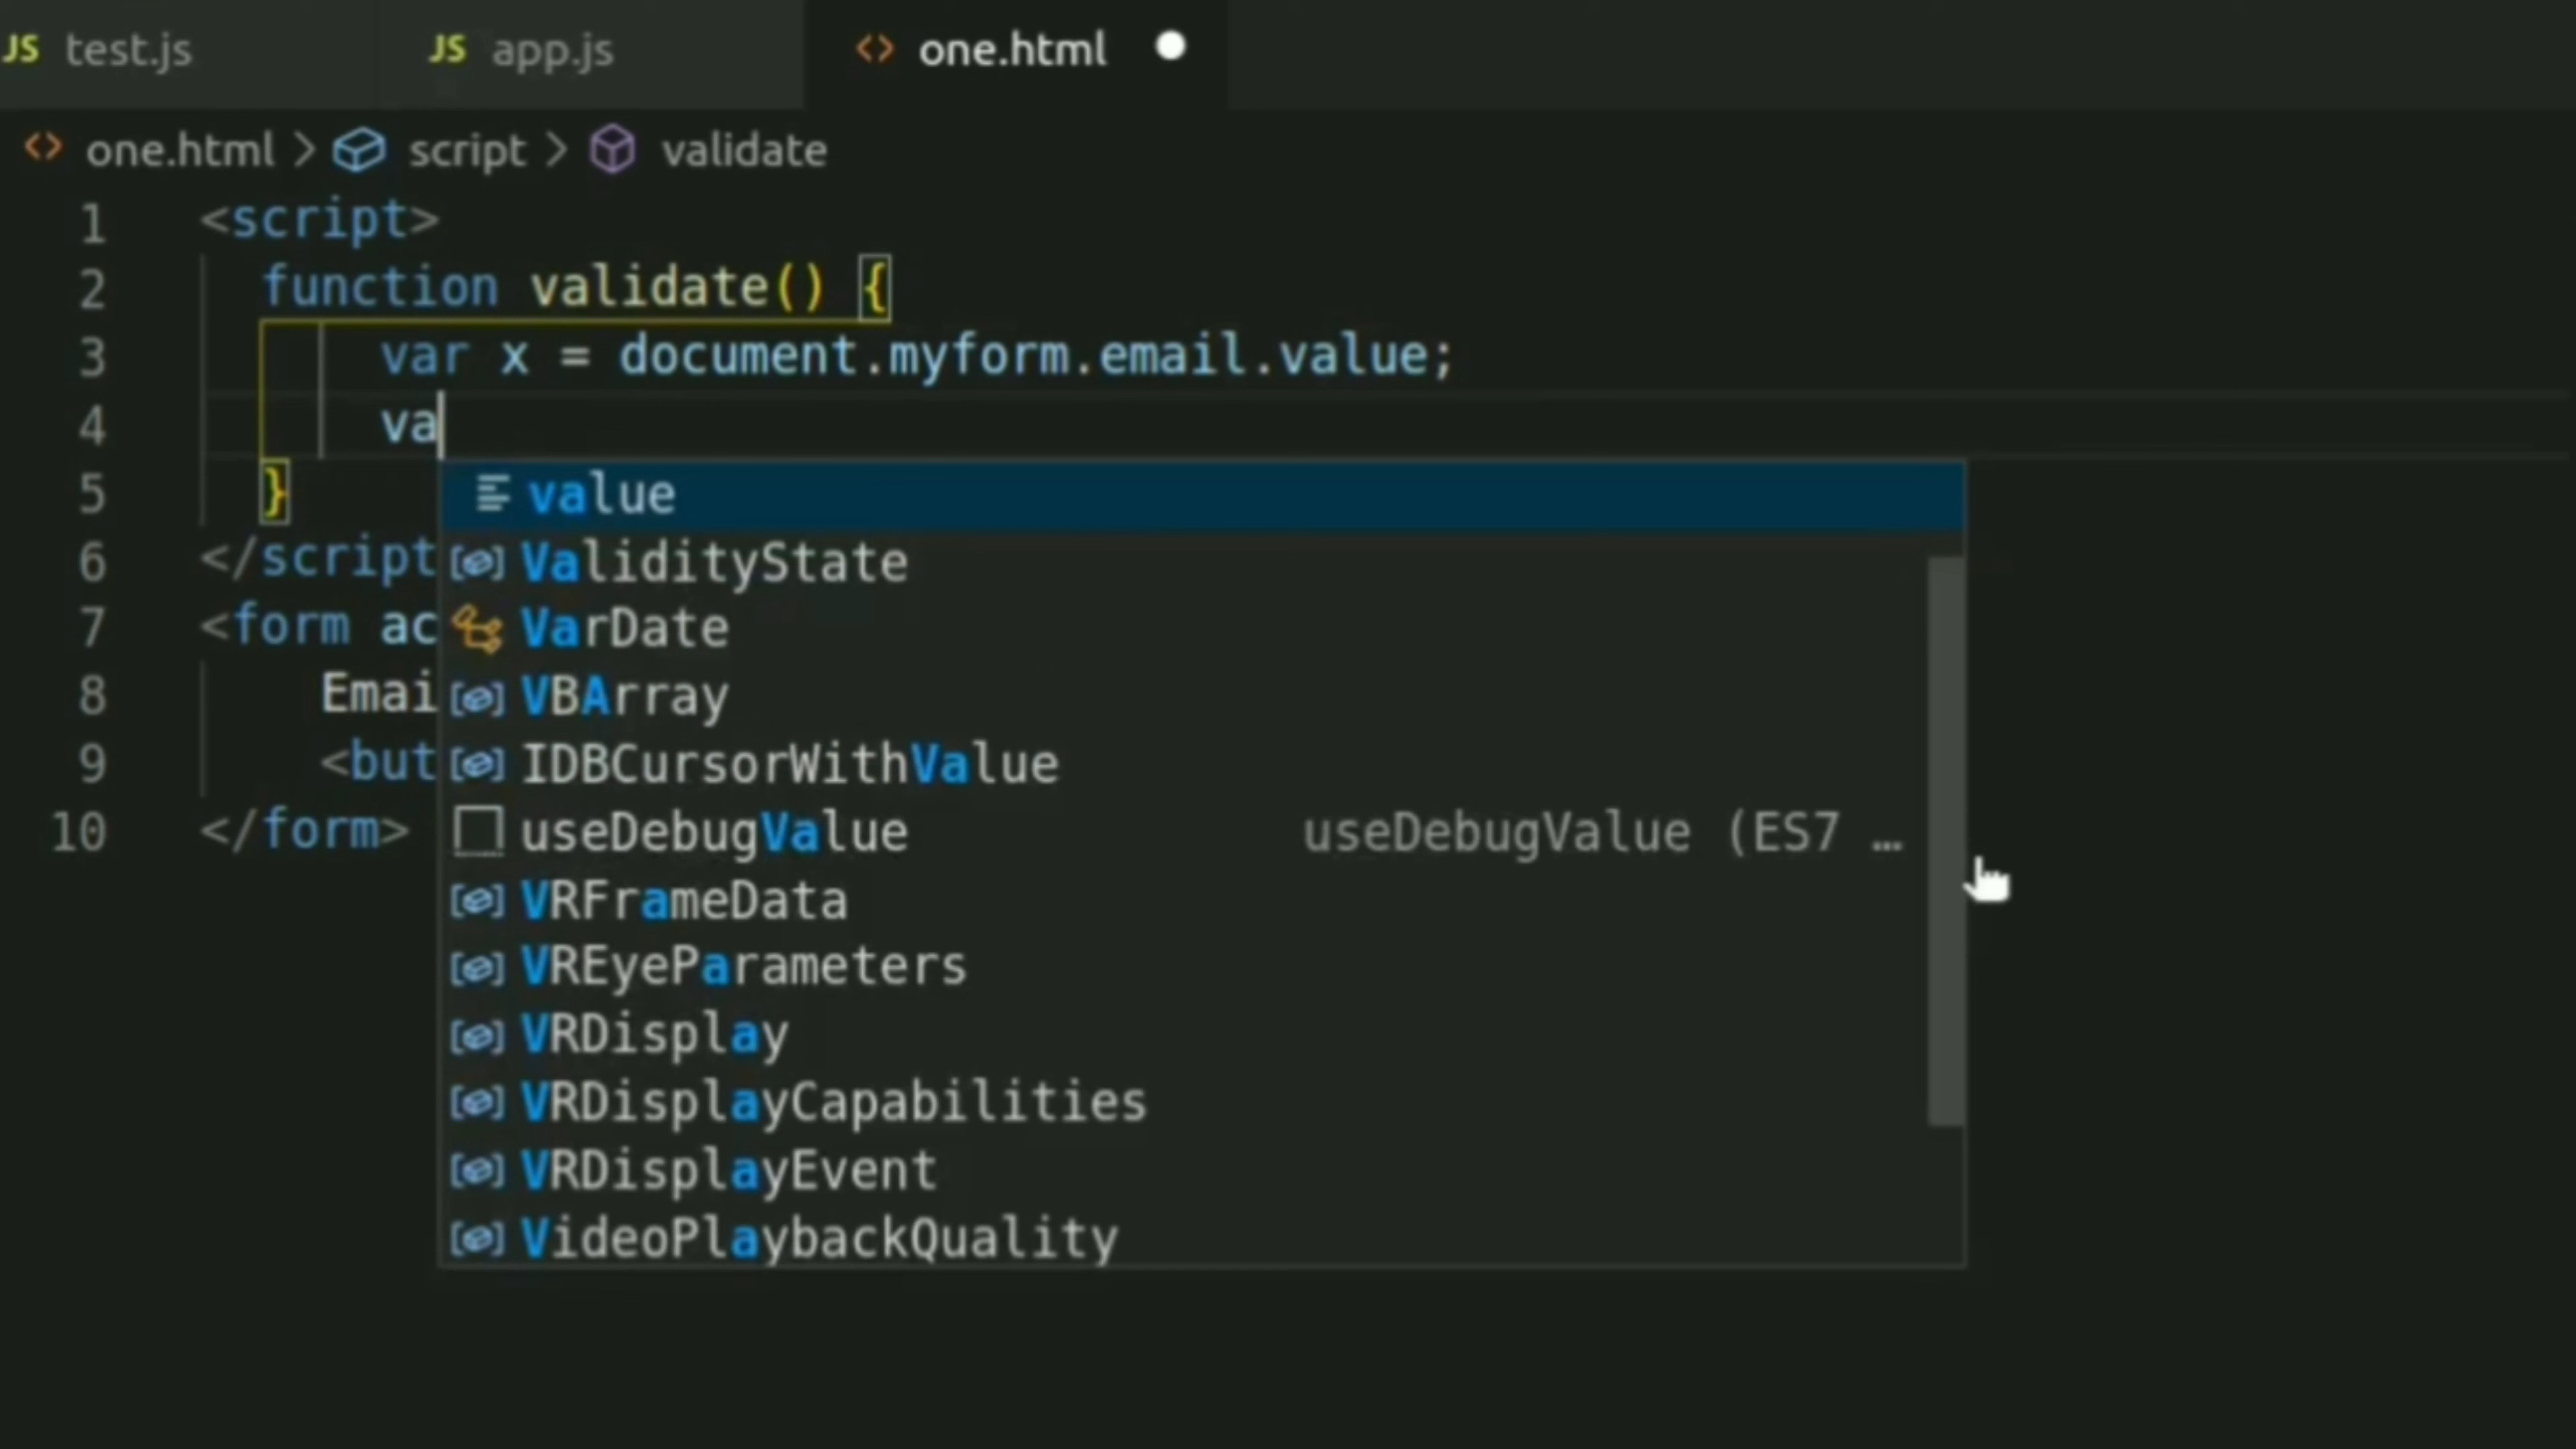 JS test.js JS app.js <> one.html
<> one.html > script > validate
1 <script>
2 function validate() {
3 var x = document.myform.email.value;
4 va
value
5 }
6 </script
ValidityState
7 <form ac
VarDate
8 Emai
VBArray
9 <but
IDBCursorWithValue
10 </form>
useDebugValue useDebugValue (ES7 …
VRFrameData
VREyeParameters
VRDisplay
VRDisplayCapabilities
VRDisplayEvent
VideoPlaybackQuality